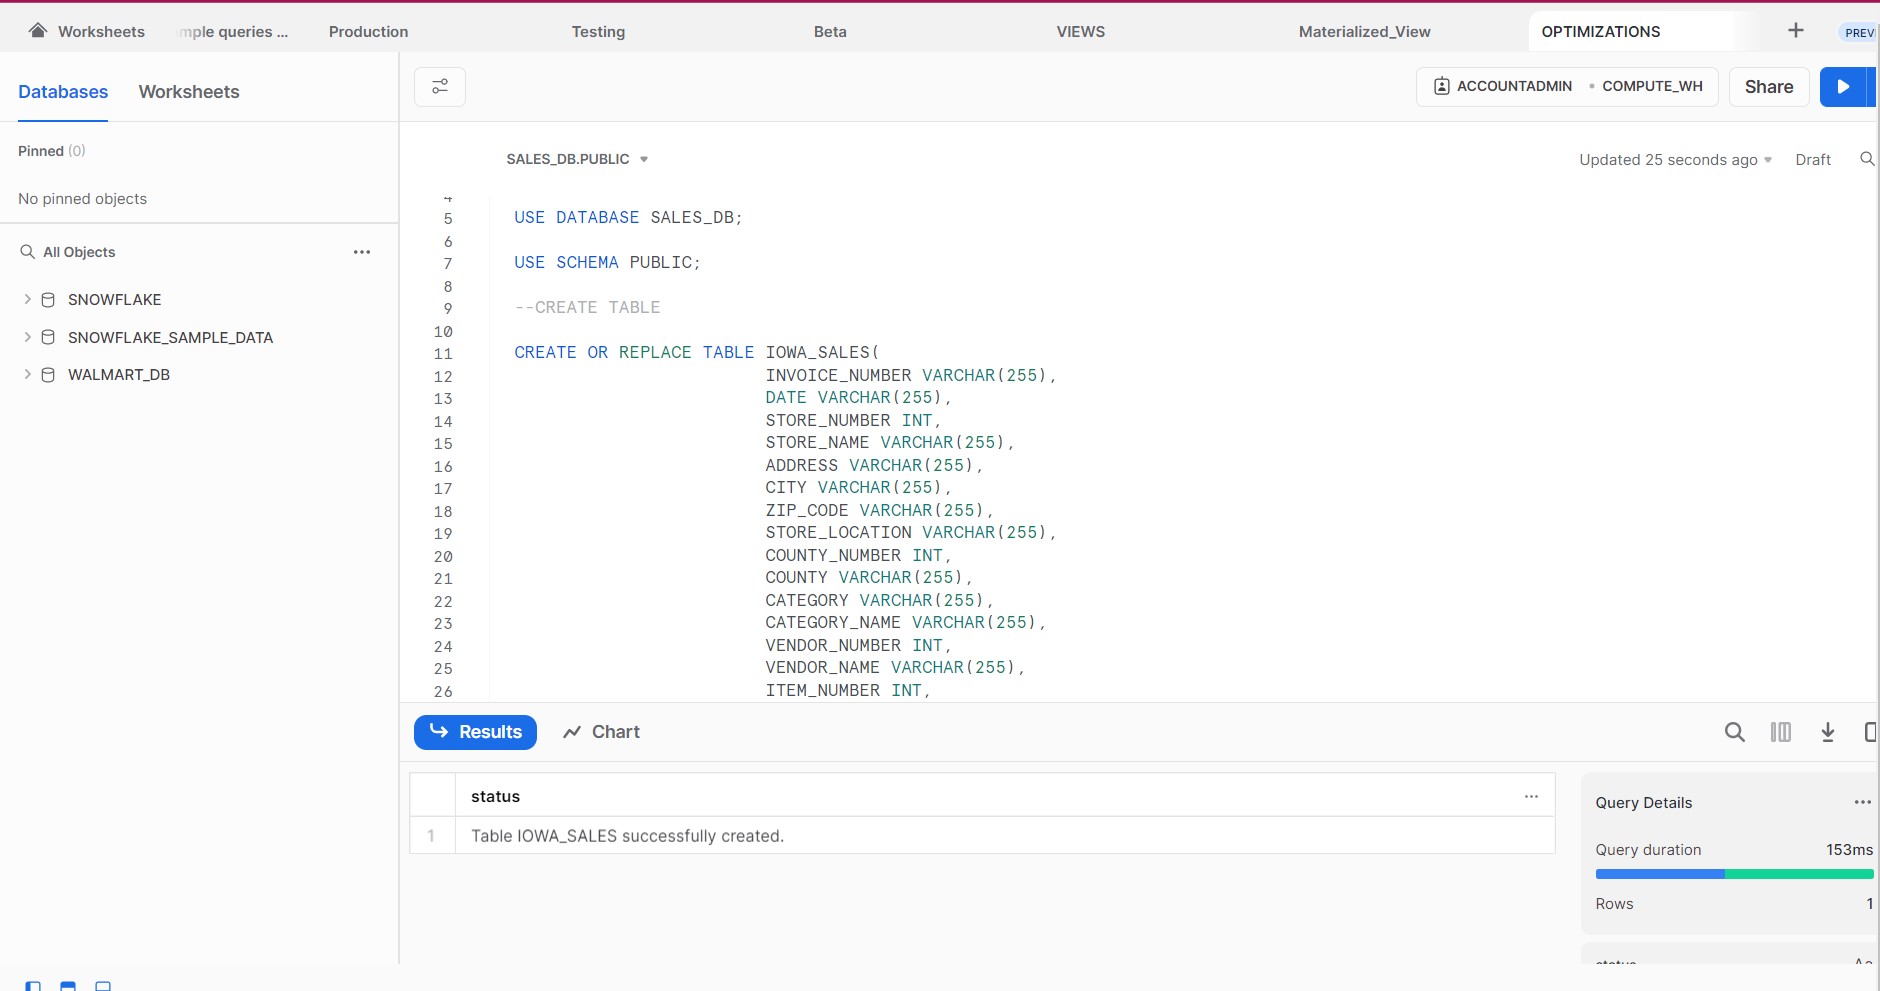 Worksheets
mple queries ...
Production
Testing
Beta
VIEWS
Materialized_View
OPTIMIZATIONS
PREV
Databases
Worksheets
ACCOUNTADMIN
COMPUTE_WH
Share
Pinned (0)
No pinned objects
All Objects
SNOWFLAKE
SNOWFLAKE_SAMPLE_DATA
WALMART_DB
SALES_DB.PUBLIC
Updated 25 seconds ago
Draft
4
5 USE DATABASE SALES_DB;
6
7 USE SCHEMA PUBLIC;
8
9 --CREATE TABLE
10
11 CREATE OR REPLACE TABLE IOWA_SALES(
12 INVOICE_NUMBER VARCHAR(255),
13 DATE VARCHAR(255),
14 STORE_NUMBER INT,
15 STORE_NAME VARCHAR(255),
16 ADDRESS VARCHAR(255),
17 CITY VARCHAR(255),
18 ZIP_CODE VARCHAR(255),
19 STORE_LOCATION VARCHAR(255),
20 COUNTY_NUMBER INT,
21 COUNTY VARCHAR(255),
22 CATEGORY VARCHAR(255),
23 CATEGORY_NAME VARCHAR(255),
24 VENDOR_NUMBER INT,
25 VENDOR_NAME VARCHAR(255),
26 ITEM_NUMBER INT,
Results
Chart
status
1 Table IOWA_SALES successfully created.
Query Details
Query duration 153ms
Rows 1
status Aa